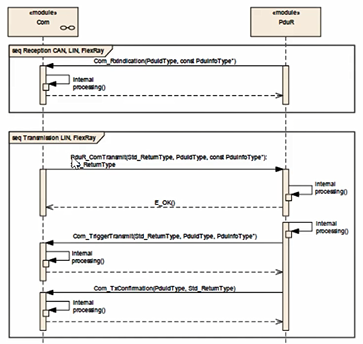 «module»
Com
«module»
PduR
seq Reception CAN, LIN, FlexRay
Com_RxIndication(PduIdType, const PduInfoType*)
Internal
processing()
seq Transmission LIN, FlexRay
PduR_ComTransmit(Std_ReturnType, PduIdType, const PduInfoType*):
_ReturnType
Internal
processing()
E_OK()
Internal
processing()
Com_TriggerTransmit(Std_ReturnType, PduIdType, PduInfoType*)
Internal
processing()
Com_TxConfirmation(PduIdType, Std_ReturnType)
Internal
processing()